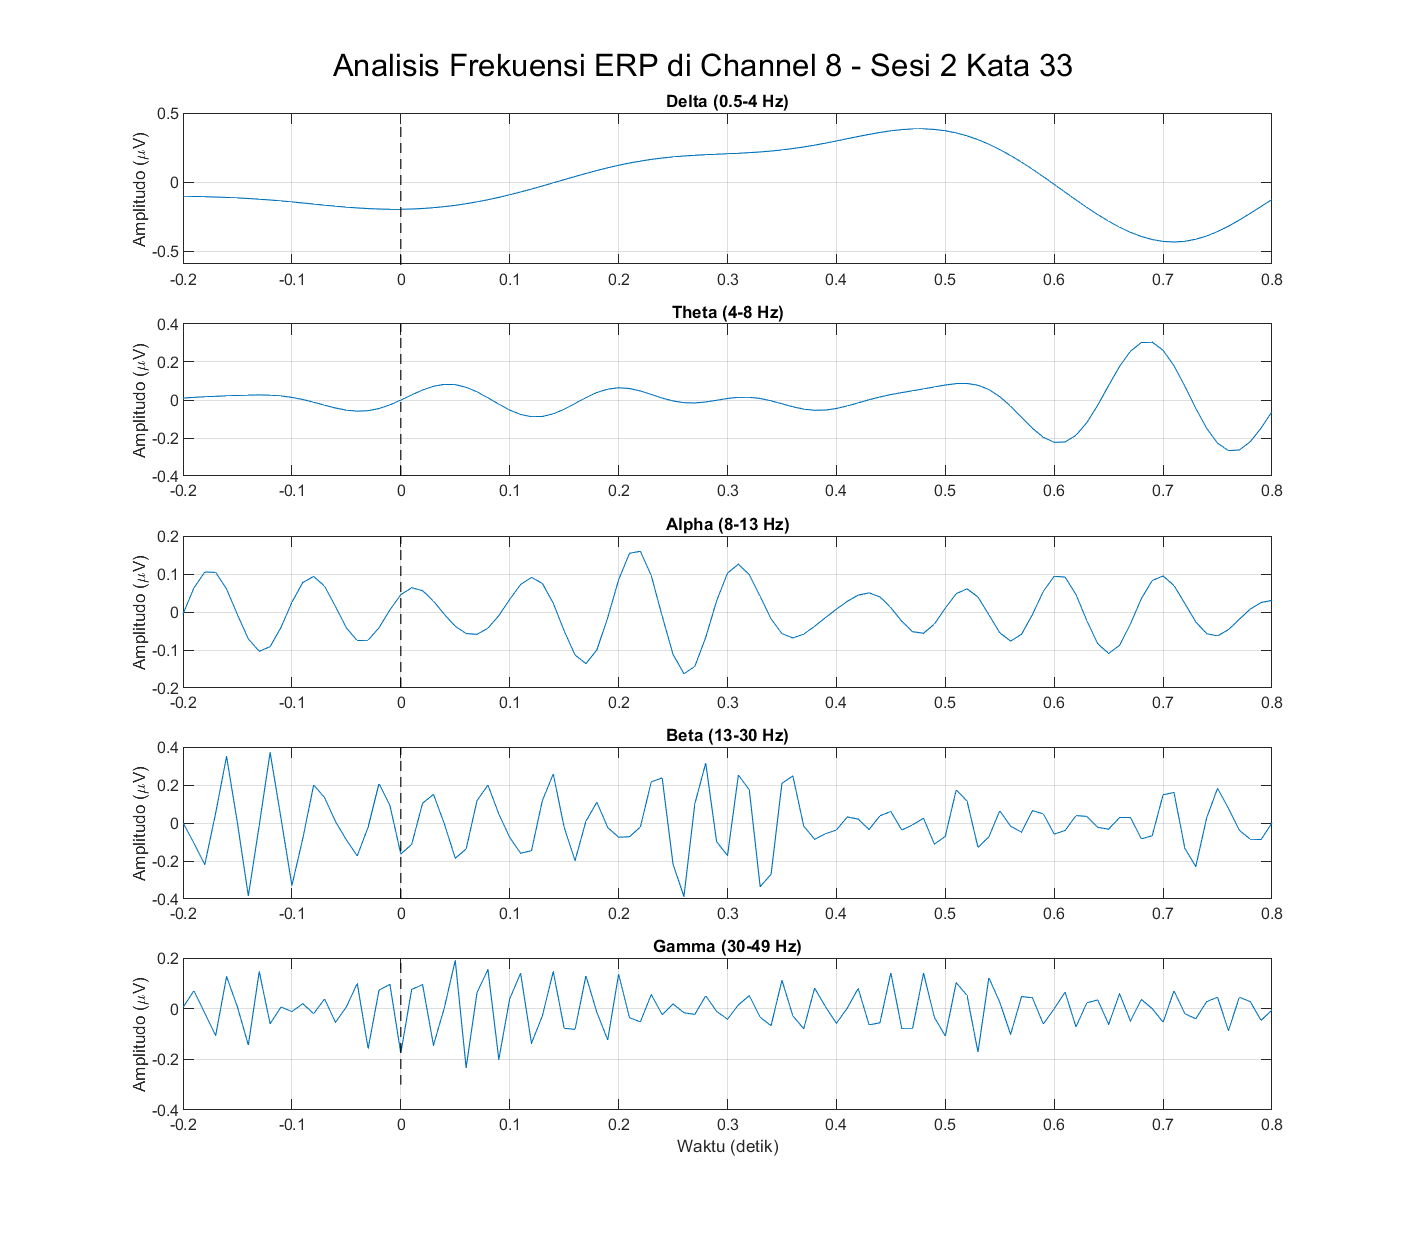 Analisis Frekuensi ERP di Channel 8 - Sesi 2 Kata 33
Delta (0.5-4 Hz)
Amplitudo (μV)
0.5
0
-0.5
-0.2 -0.1 0 0.1 0.2 0.3 0.4 0.5 0.6 0.7 0.8
Theta (4-8 Hz)
Amplitudo (μV)
0.4
0.2
0
-0.2
-0.4
-0.2 -0.1 0 0.1 0.2 0.3 0.4 0.5 0.6 0.7 0.8
Alpha (8-13 Hz)
Amplitudo (μV)
0.2
0.1
0
-0.1
-0.2
-0.2 -0.1 0 0.1 0.2 0.3 0.4 0.5 0.6 0.7 0.8
Beta (13-30 Hz)
Amplitudo (μV)
0.4
0.2
0
-0.2
-0.4
-0.2 -0.1 0 0.1 0.2 0.3 0.4 0.5 0.6 0.7 0.8
Gamma (30-49 Hz)
Amplitudo (μV)
0.2
0
-0.2
-0.4
-0.2 -0.1 0 0.1 0.2 0.3 0.4 0.5 0.6 0.7 0.8
Waktu (detik)